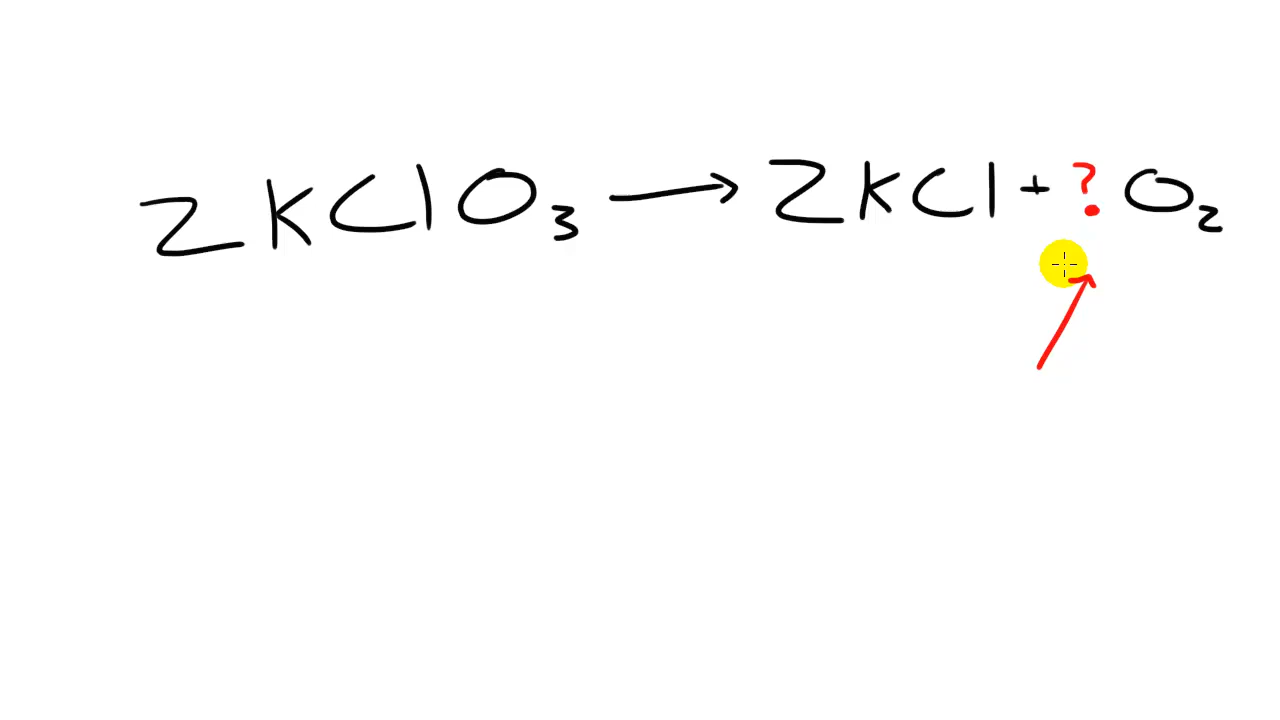 2KClO₃ → 2KCl + ? O₂